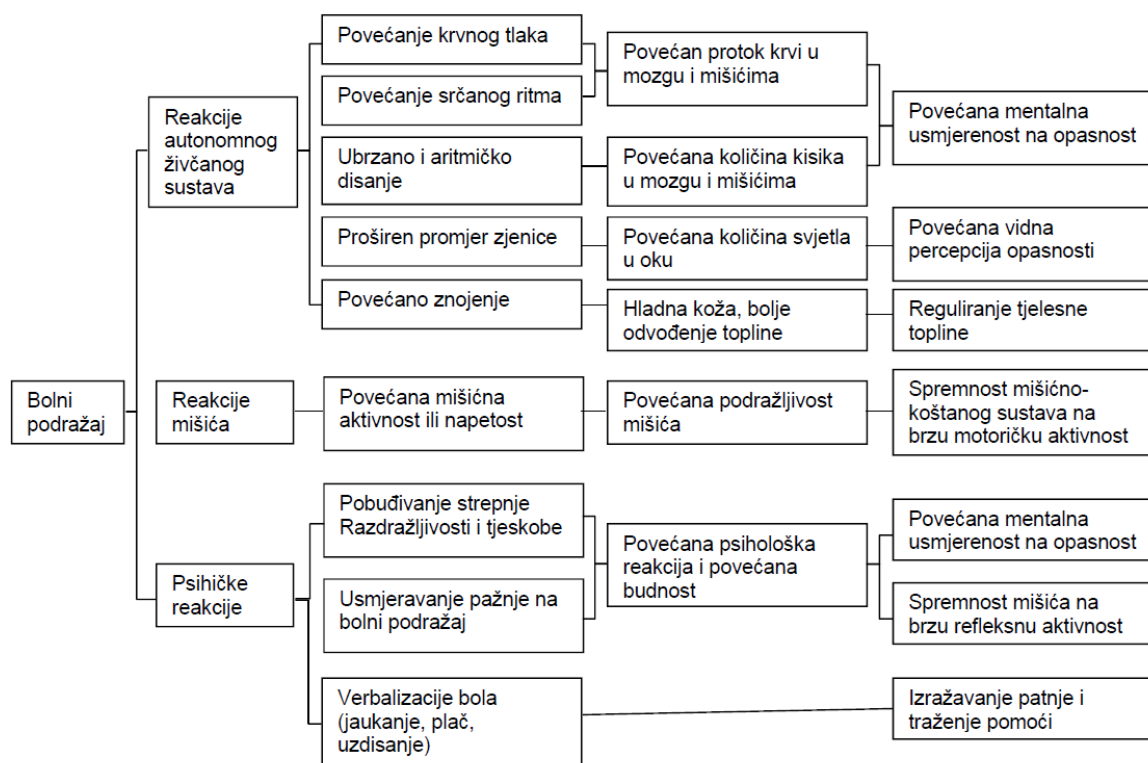 Povećanje krvnog tlaka
Povećanje srčanog ritma
Povećan protok krvi u
mozgu i mišićima
Reakcije
autonomnog
živčanog
sustava
Povećana mentalna
usmjerenost na opasnost
Ubrzano i aritmičko
disanje
Povećana količina kisika
u mozgu i mišićima
Proširen promjer zjenice
Povećana količina svjetla
u oku
Povećana vidna
percepcija opasnosti
Povećano znojenje
Hladna koža, bolje
odvođenje topline
Reguliranje tjelesne
topline
Bolni
podražaj
Reakcije
mišića
Povećana mišićna
aktivnost ili napetost
Povećana podražljivost
mišića
Spremnost mišićno-
koštanog sustava na
brzu motoričku aktivnost
Psihičke
reakcije
Pobuđivanje strepnje
Razdražljivosti i tjeskobe
Usmjeravanje pažnje na
bolni podražaj
Povećana psihološka
reakcija i povećana
budnost
Povećana mentalna
usmjerenost na opasnost
Spremnost mišića na
brzu refleksnu aktivnost
Verbalizacije bola
(jaukanje, plač,
uzdisanje)
Izražavanje patnje i
traženje pomoći